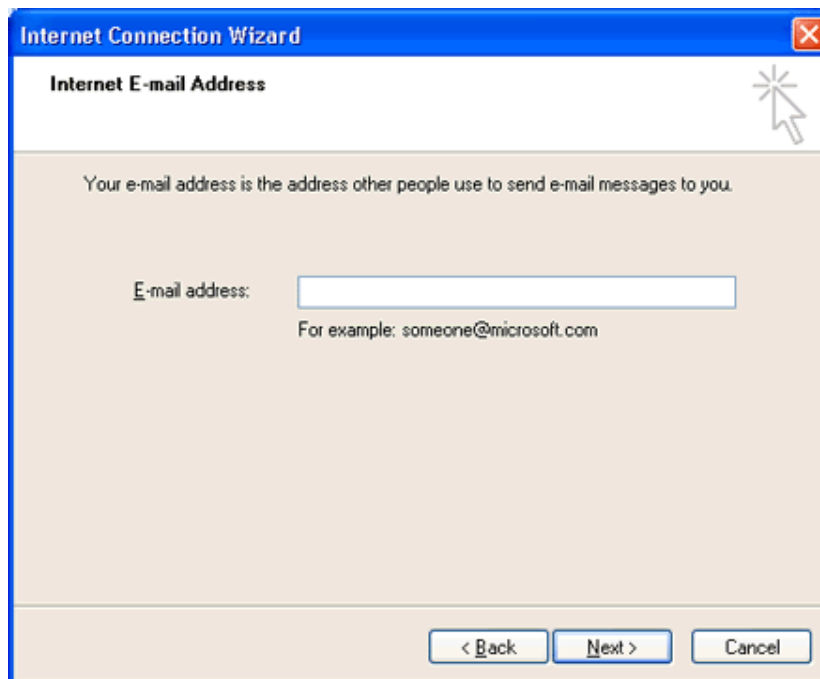 Internet Connection Wizard
Internet E-mail Address
Your e-mail address is the address other people use to send e-mail messages to you.
E-mail address:
For example: someone@microsoft.com
< Back Next > Cancel